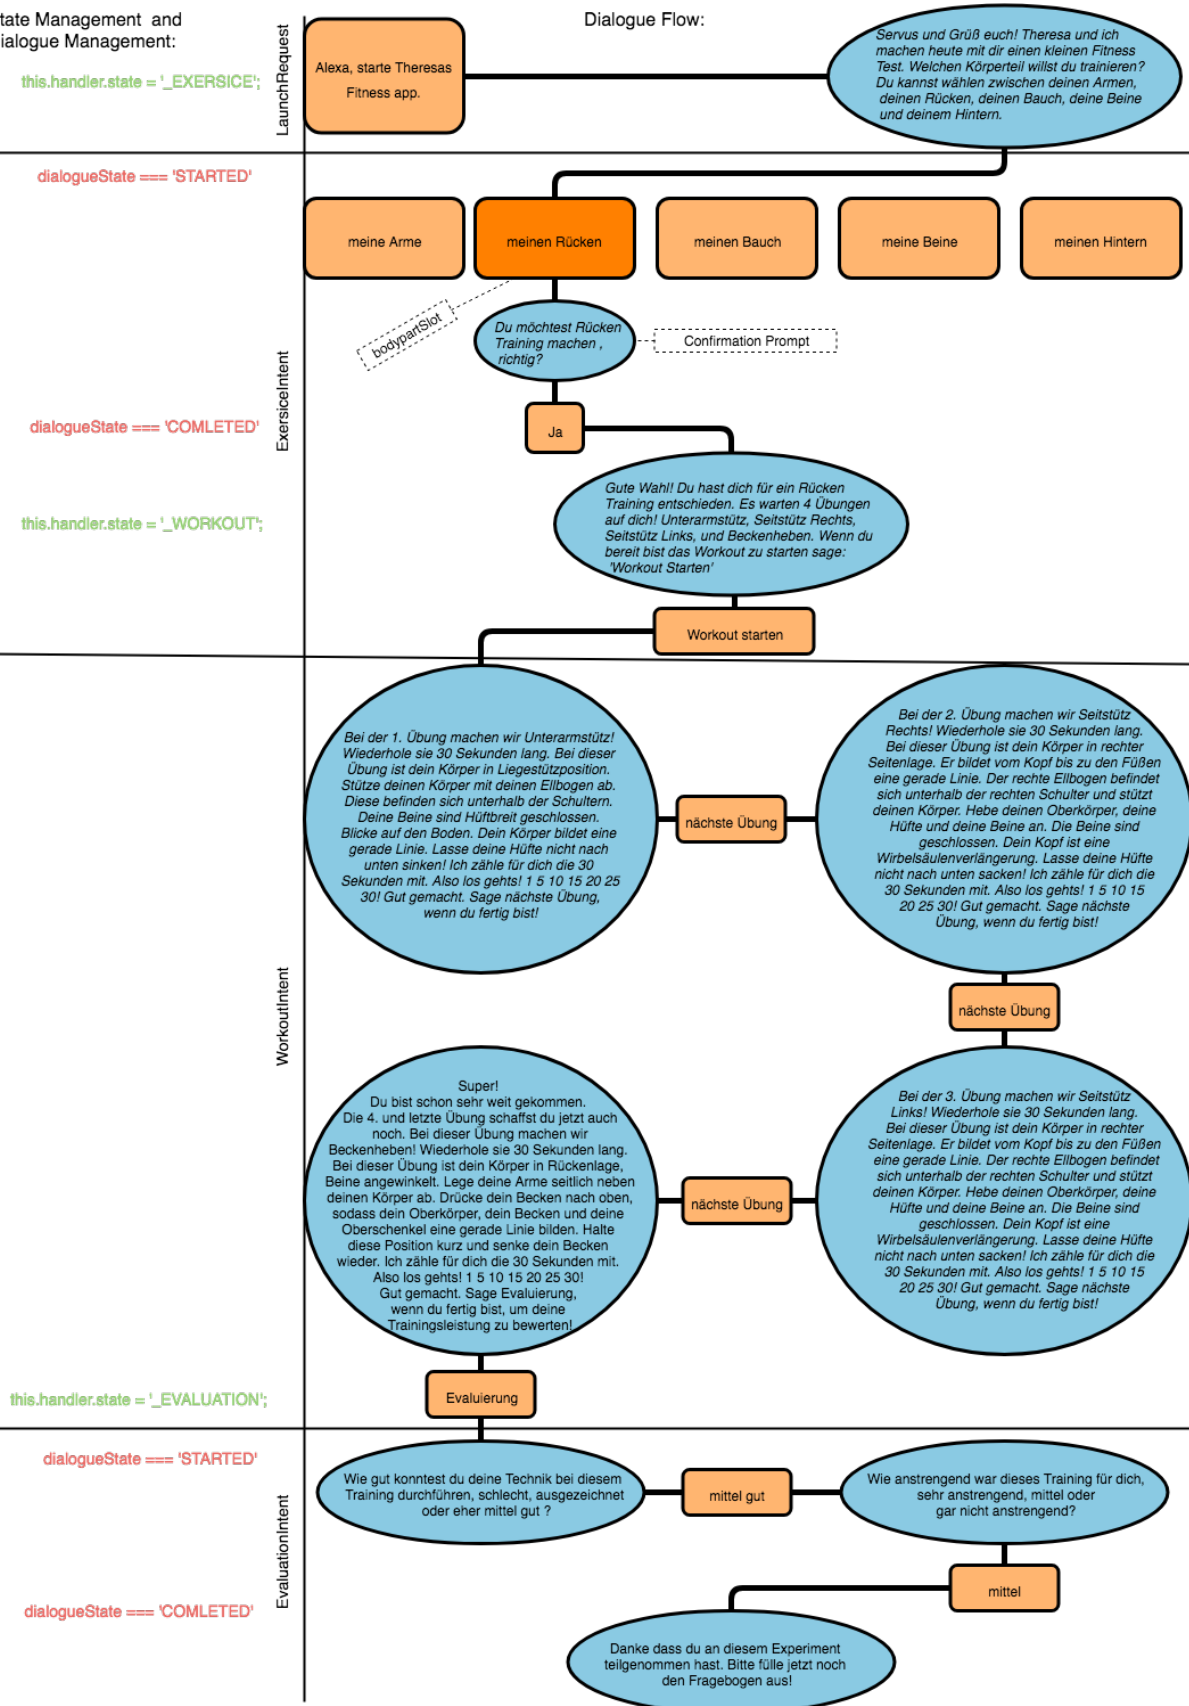 tate Management and
ialogue Management:
Dialogue Flow:
LaunchRequest
this.handler.state = '_EXERSICE';
Alexa, starte Theresas
Fitness app.
Servus und Grüß euch! Theresa und ich
machen heute mit dir einen kleinen Fitness
Test. Welchen Körperteil willst du trainieren?
Du kannst wählen zwischen deinen Armen,
deinen Rücken, deinen Bauch, deine Beine
und deinem Hintern.
ExersiceIntent
dialogueState === 'STARTED'
meine Arme
meinen Rücken
meinen Bauch
meine Beine
meinen Hintern
bodypartSlot
Du möchtest Rücken
Training machen ,
richtig?
Confirmation Prompt
dialogueState === 'COMLETED'
Ja
this.handler.state = '_WORKOUT';
Gute Wahl! Du hast dich für ein Rücken
Training entschieden. Es warten 4 Übungen
auf dich! Unterarmstütz, Seitstütz Rechts,
Seitstütz Links, und Beckenheben. Wenn du
bereit bist das Workout zu starten sage:
'Workout Starten'
Workout starten
WorkoutIntent
Bei der 1. Übung machen wir Unterarmstütz!
Wiederhole sie 30 Sekunden lang. Bei dieser
Übung ist dein Körper in Liegestützposition.
Stütze deinen Körper mit deinen Ellbogen ab.
Diese befinden sich unterhalb der Schultern.
Deine Beine sind Hüftbreit geschlossen.
Blicke auf den Boden. Dein Körper bildet eine
gerade Linie. Lasse deine Hüfte nicht nach
unten sinken! Ich zähle für dich die 30
Sekunden mit. Also los gehts! 1 5 10 15 20 25
30! Gut gemacht. Sage nächste Übung,
wenn du fertig bist!
nächste Übung
Bei der 2. Übung machen wir Seitstütz
Rechts! Wiederhole sie 30 Sekunden lang.
Bei dieser Übung ist dein Körper in rechter
Seitenlage. Er bildet vom Kopf bis zu den Füßen
eine gerade Linie. Der rechte Ellbogen befindet
sich unterhalb der rechten Schulter und stützt
deinen Körper. Hebe deinen Oberkörper, deine
Hüfte und deine Beine an. Die Beine sind
geschlossen. Dein Kopf ist eine
Wirbelsäulenverlängerung. Lasse deine Hüfte
nicht nach unten sacken! Ich zähle für dich die
30 Sekunden mit. Also los gehts! 1 5 10 15
20 25 30! Gut gemacht. Sage nächste
Übung, wenn du fertig bist!
nächste Übung
Bei der 3. Übung machen wir Seitstütz
Links! Wiederhole sie 30 Sekunden lang.
Bei dieser Übung ist dein Körper in rechter
Seitenlage. Er bildet vom Kopf bis zu den Füßen
eine gerade Linie. Der rechte Ellbogen befindet
sich unterhalb der rechten Schulter und stützt
deinen Körper. Hebe deinen Oberkörper, deine
Hüfte und deine Beine an. Die Beine sind
geschlossen. Dein Kopf ist eine
Wirbelsäulenverlängerung. Lasse deine Hüfte
nicht nach unten sacken! Ich zähle für dich die
30 Sekunden mit. Also los gehts! 1 5 10 15
20 25 30! Gut gemacht. Sage nächste
Übung, wenn du fertig bist!
nächste Übung
Super!
Du bist schon sehr weit gekommen.
Die 4. und letzte Übung schaffst du jetzt auch
noch. Bei dieser Übung machen wir
Beckenheben! Wiederhole sie 30 Sekunden lang.
Bei dieser Übung ist dein Körper in Rückenlage,
Beine angewinkelt. Lege deine Arme seitlich neben
deinen Körper ab. Drücke dein Becken nach oben,
sodass dein Oberkörper, dein Becken und deine
Oberschenkel eine gerade Linie bilden. Halte
diese Position kurz und senke dein Becken
wieder. Ich zähle für dich die 30 Sekunden mit.
Also los gehts! 1 5 10 15 20 25 30!
Gut gemacht. Sage Evaluierung,
wenn du fertig bist, um deine
Trainingsleistung zu bewerten!
this.handler.state = '_EVALUATION';
Evaluierung
EvaluationIntent
dialogueState === 'STARTED'
Wie gut konntest du deine Technik bei diesem
Training durchführen, schlecht, ausgezeichnet
oder eher mittel gut ?
mittel gut
Wie anstrengend war dieses Training für dich,
sehr anstrengend, mittel oder
gar nicht anstrengend?
mittel
dialogueState === 'COMLETED'
Danke dass du an diesem Experiment
teilgenommen hast. Bitte fülle jetzt noch
den Fragebogen aus!